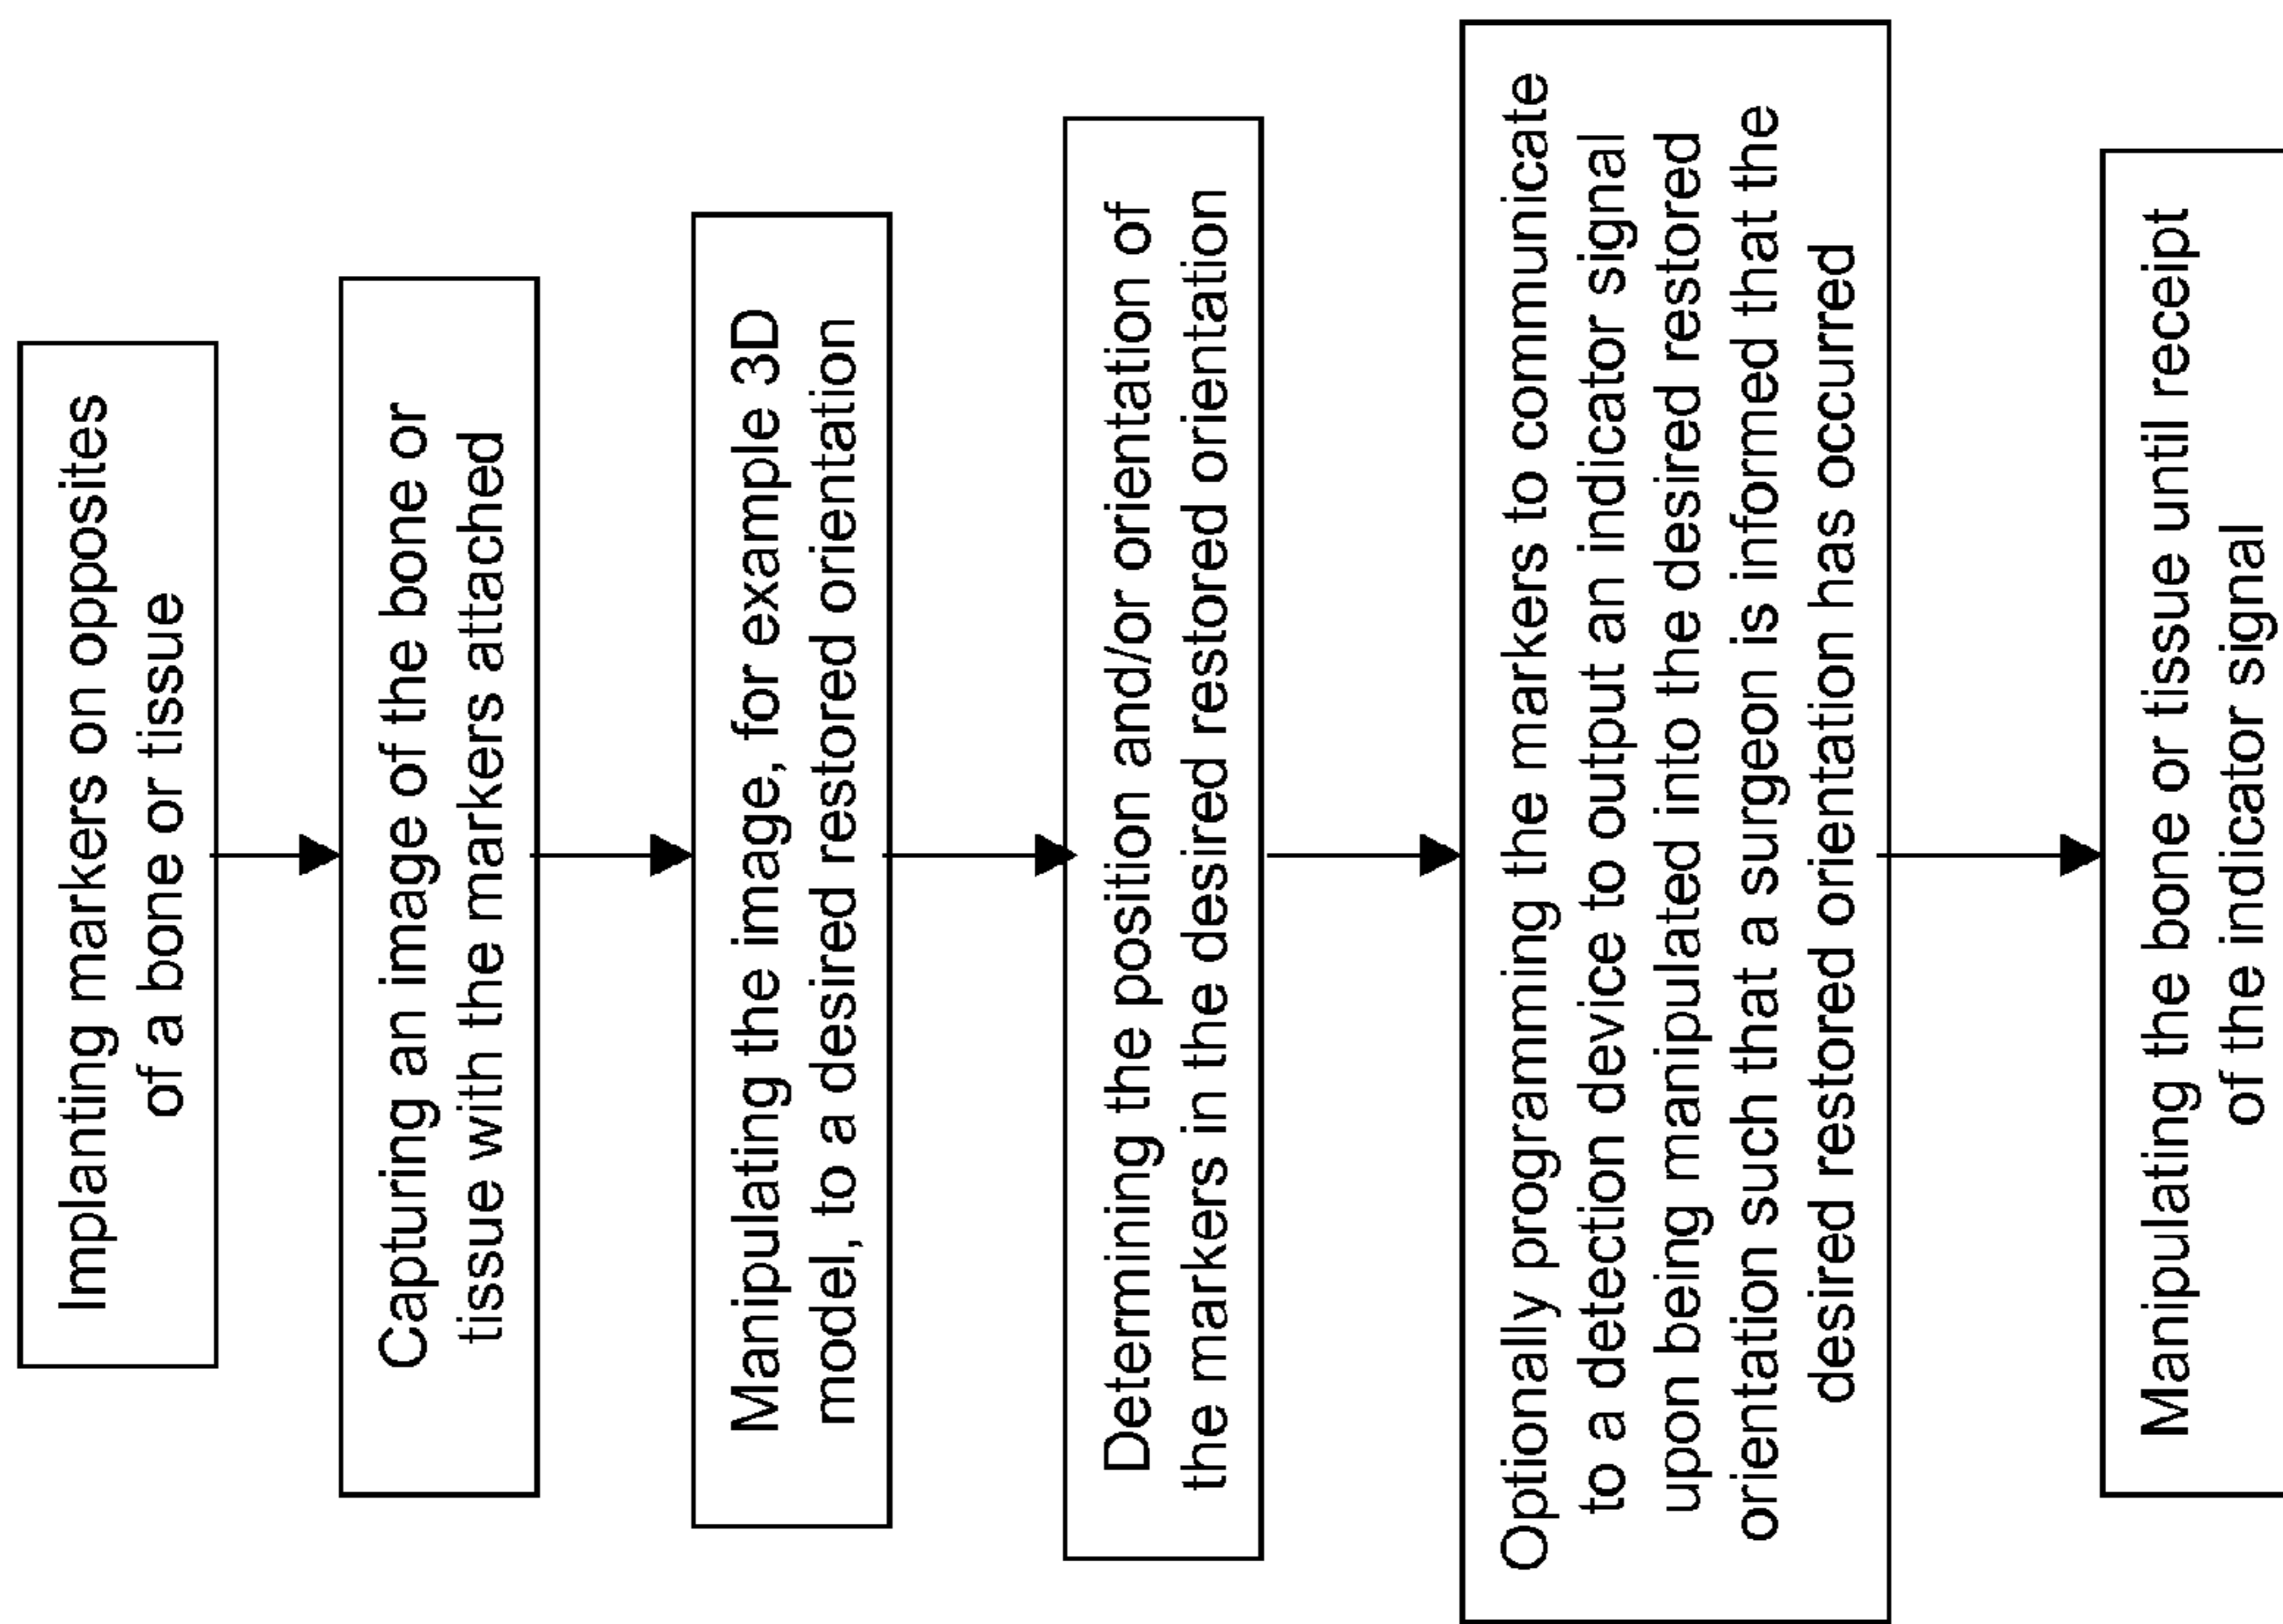 Implanting markers on opposites
of a bone or tissue
Capturing an image of the bone or
tissue with the markers attached
Manipulating the image, for example 3D
model, to a desired restored orientation
Determining the position and/or orientation of
the markers in the desired restored orientation
Optionally programming the markers to communicate
to a detection device to output an indicator signal
upon being manipulated into the desired restored
orientation such that a surgeon is informed that the
desired restored orientation has occurred
Manipulating the bone or tissue until receipt
of the indicator signal